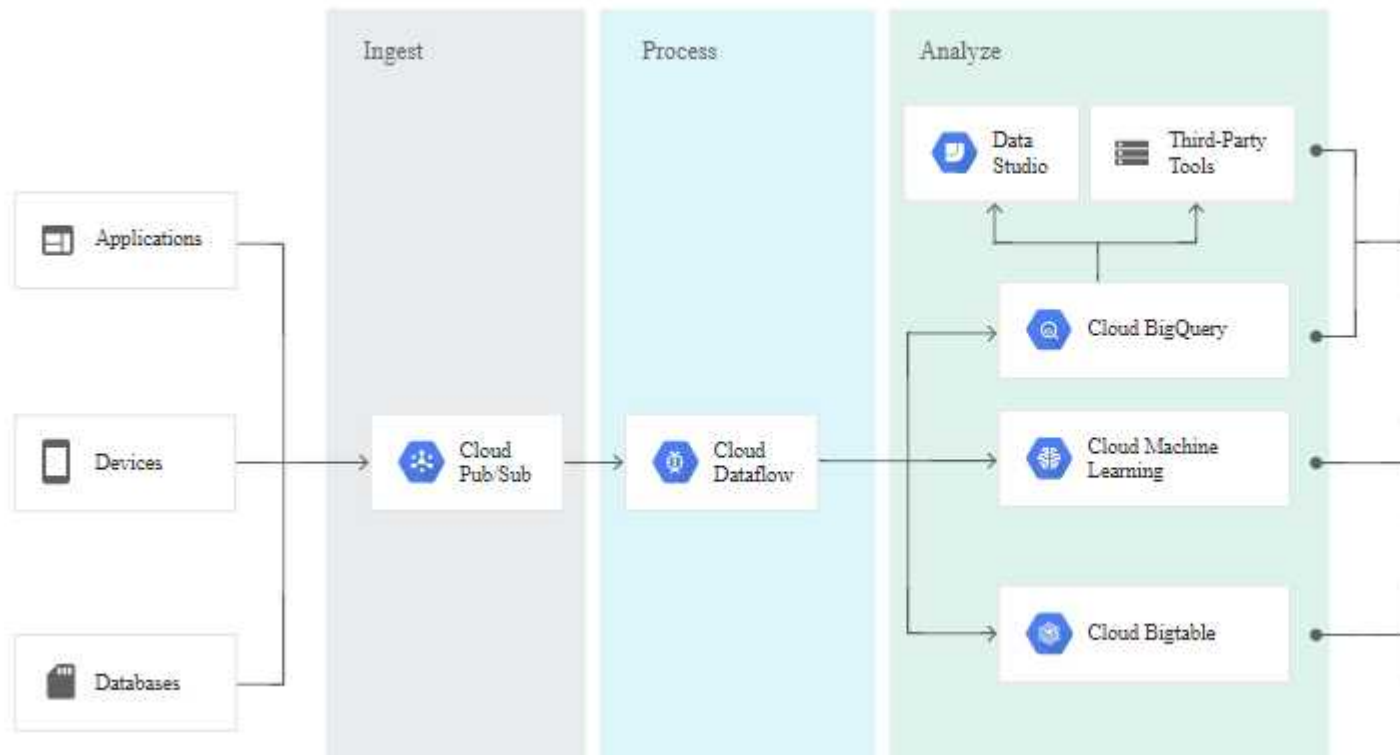 Ingest
Process
Analyze
Data
Studio
Third-Party
Tools
Applications
Cloud BigQuery
Devices
Cloud
Pub/Sub
Cloud
Dataflow
Cloud Machine
Learning
Cloud Bigtable
Databases